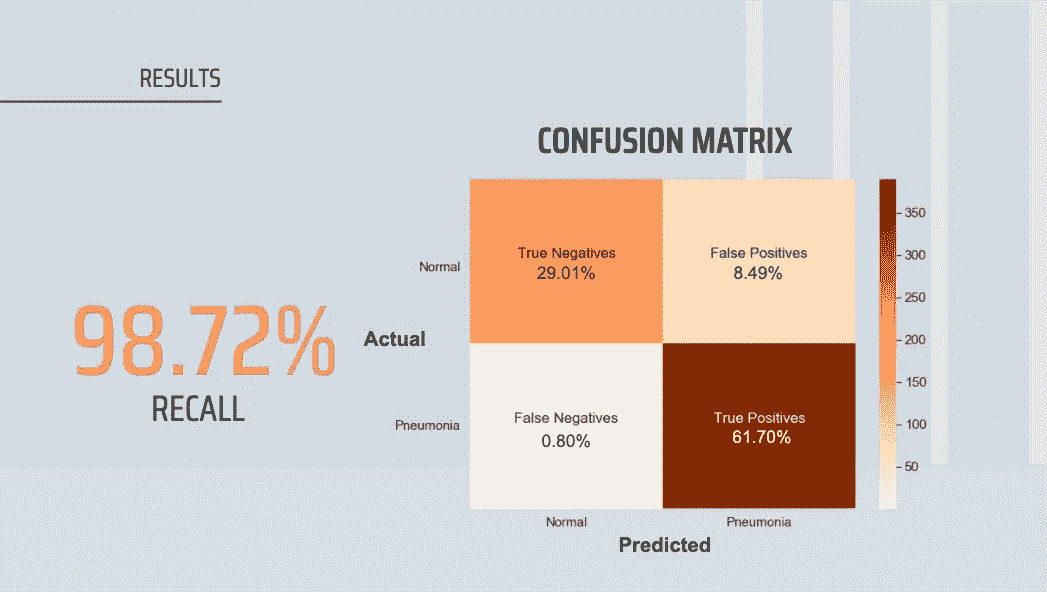 RESULTS
CONFUSION MATRIX
98.72%
RECALL
Actual
Normal
Pneumonia
True Negatives
29.01%
False Positives
8.49%
False Negatives
0.80%
True Positives
61.70%
Normal
Pneumonia
Predicted
350
300
250
200
150
100
50